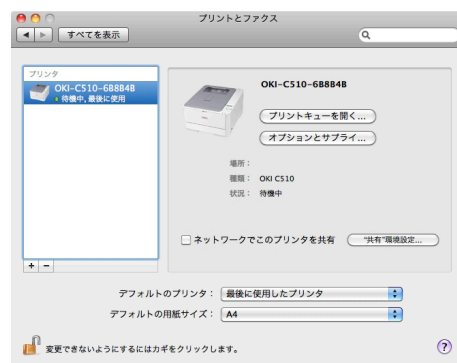 プリントとファクス
すべてを表示
プリンタ
OKI-C510-6B8B4B
待機中, 最後に使用
OKI-C510-6B8B4B
プリントキューを開く...
オプションとサプライ...
場所：
種類： OKI C510
状況： 待機中
ネットワークでこのプリンタを共有 "共有"環境設定...
+ −
デフォルトのプリンタ： 最後に使用したプリンタ
デフォルトの用紙サイズ： A4
変更できないようにするにはカギをクリックします。 ?